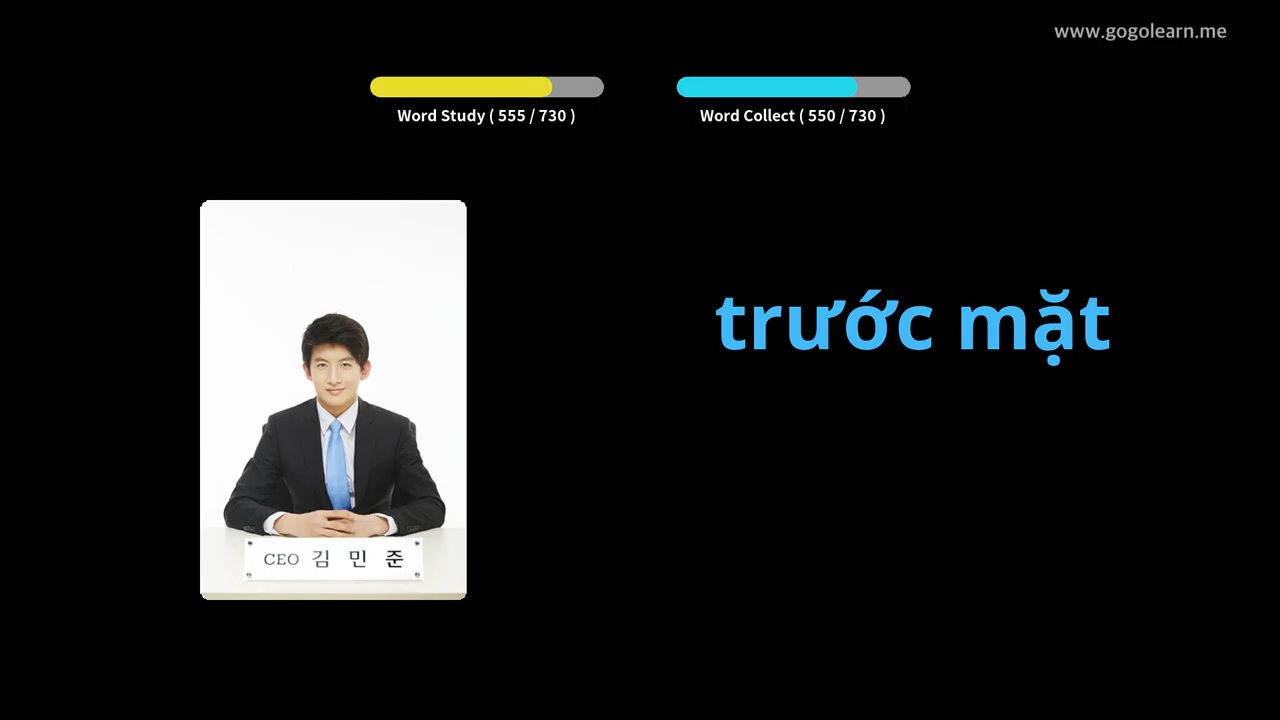 www.gogolearn.me
Word Study ( 555 / 730 )
Word Collect ( 550 / 730 )
trước mặt
CEO 김 민 준